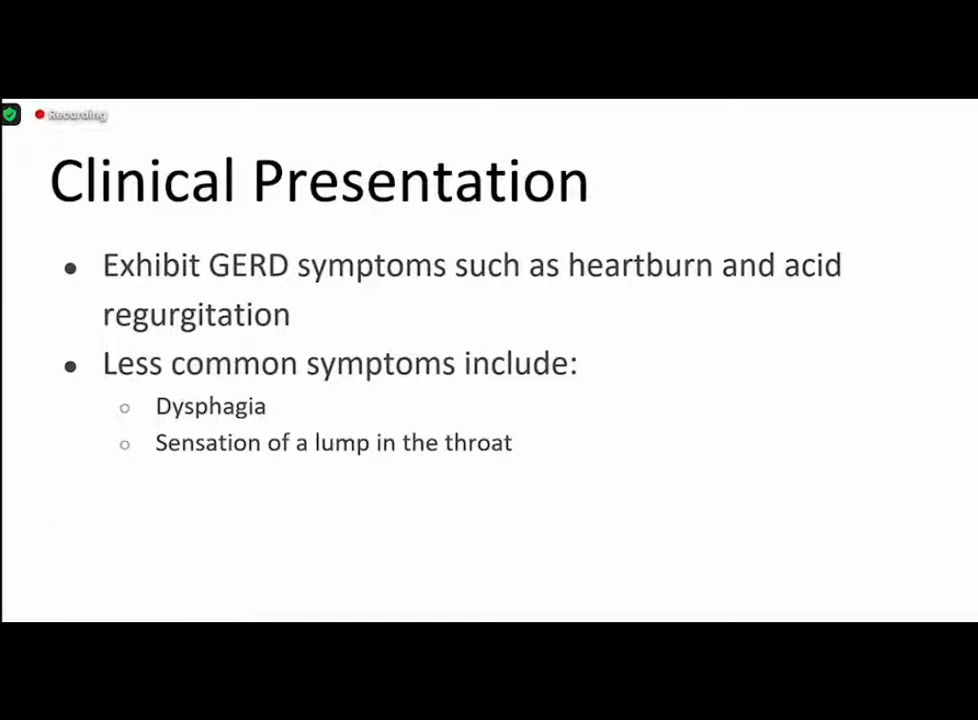 Recording
Clinical Presentation
● Exhibit GERD symptoms such as heartburn and acid
regurgitation
● Less common symptoms include:
○ Dysphagia
○ Sensation of a lump in the throat